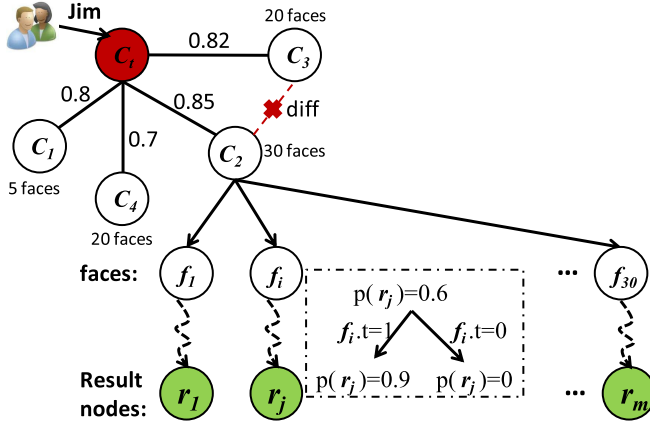 20 faces
Jim
0.82
C_t
C_3
0.8
0.85
diff
0.7
C_1
C_2
30 faces
5 faces
C_4
20 faces
faces:
f_1
f_i
...
f_30
p( r_j)=0.6
f_i.t=1
f_i.t=0
p( r_j)=0.9
p( r_j)=0
Result
nodes:
r_1
r_j
...
r_m